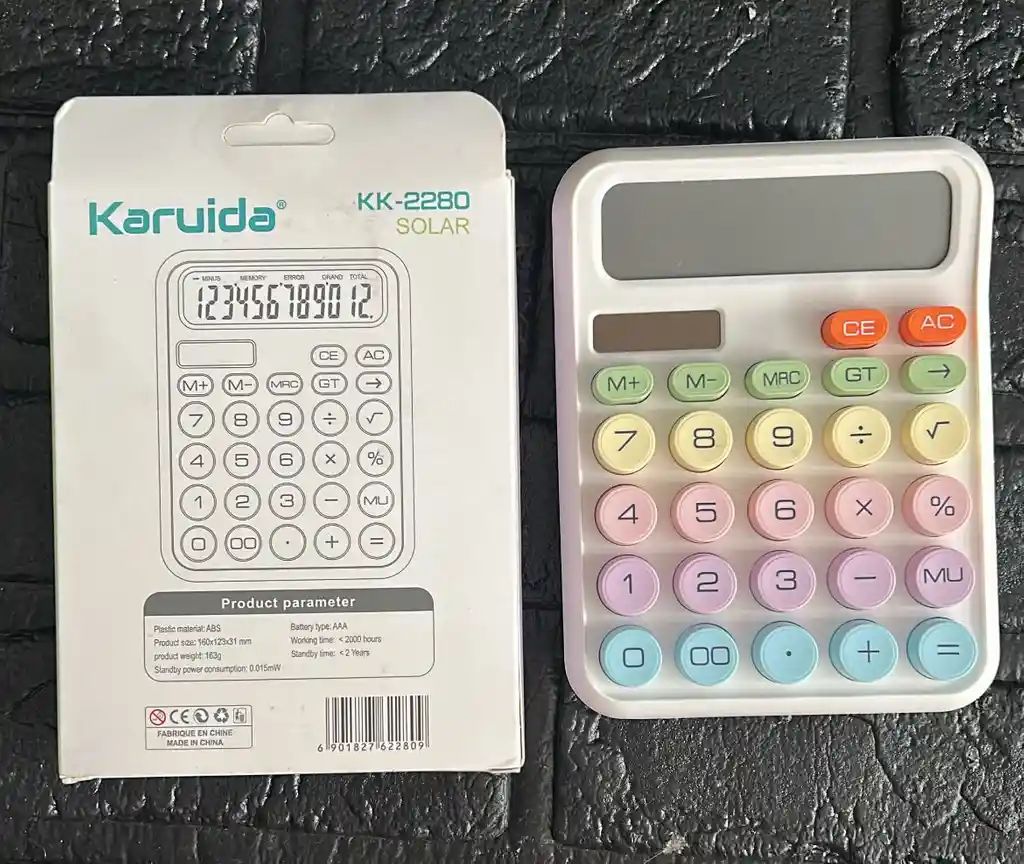 Karuida®
KK-2280
SOLAR
— MINUS MEMORY ERROR GRAND TOTAL
123456789012.
CE AC
M+ M- MRC GT →
7 8 9 ÷ √
4 5 6 × %
1 2 3 − MU
0 00 · + =
Product parameter
Plastic material: ABS
Product size: 160x123x31 mm
product weight: 163g
Standby power consumption: 0.015mW
Battery type: AAA
Working time: < 2000 hours
Standby time: < 2 Years
CE
FABRIQUE EN CHINE
MADE IN CHINA
6 901827 622809
CE AC
M+ M- MRC GT →
7 8 9 ÷ √
4 5 6 × %
1 2 3 − MU
0 00 · + =